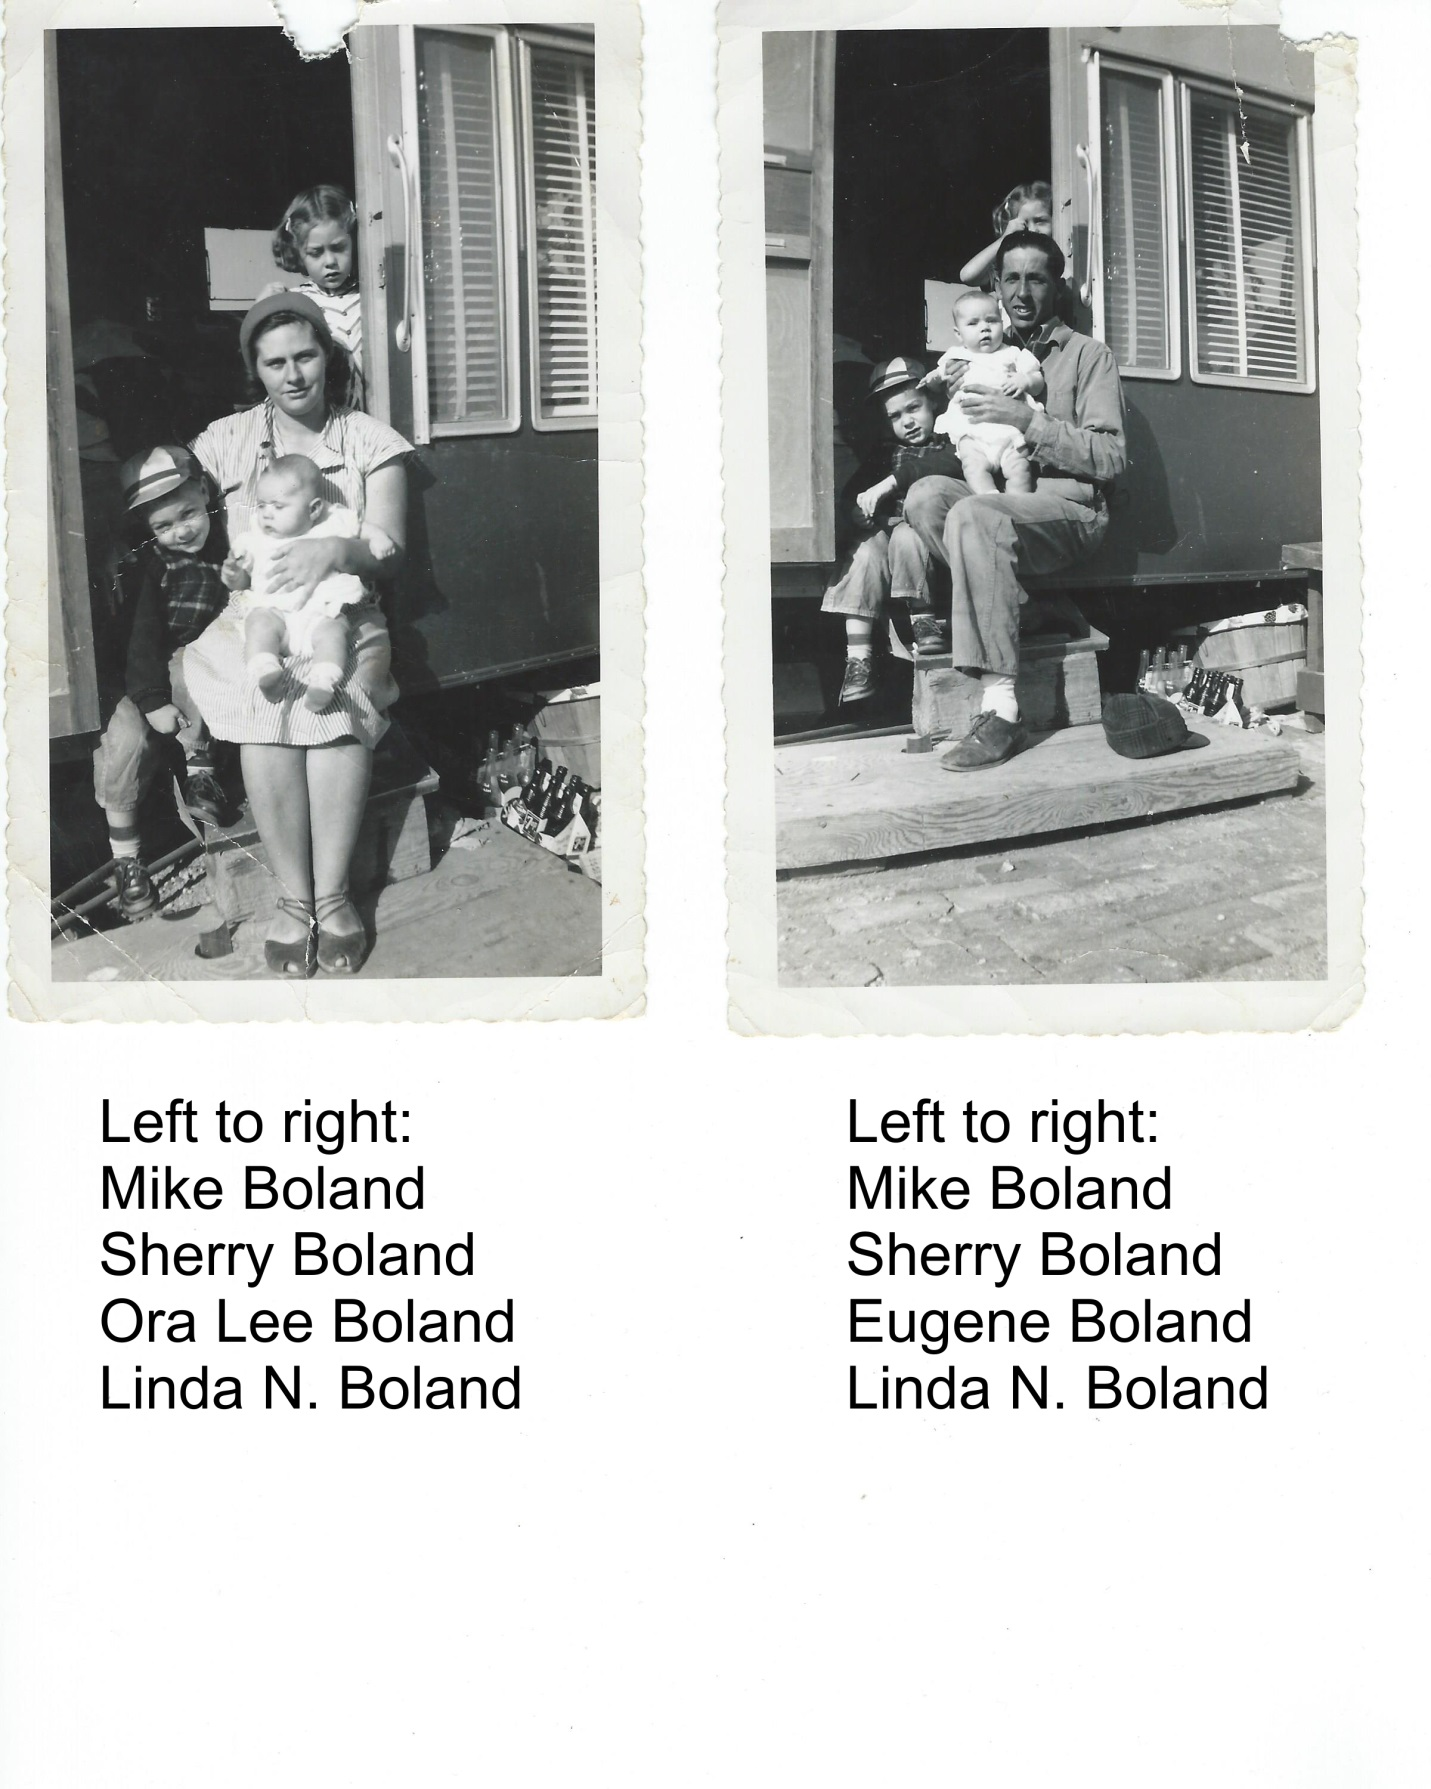 Left to right:
Mike Boland
Sherry Boland
Ora Lee Boland
Linda N. Boland
Left to right:
Mike Boland
Sherry Boland
Eugene Boland
Linda N. Boland